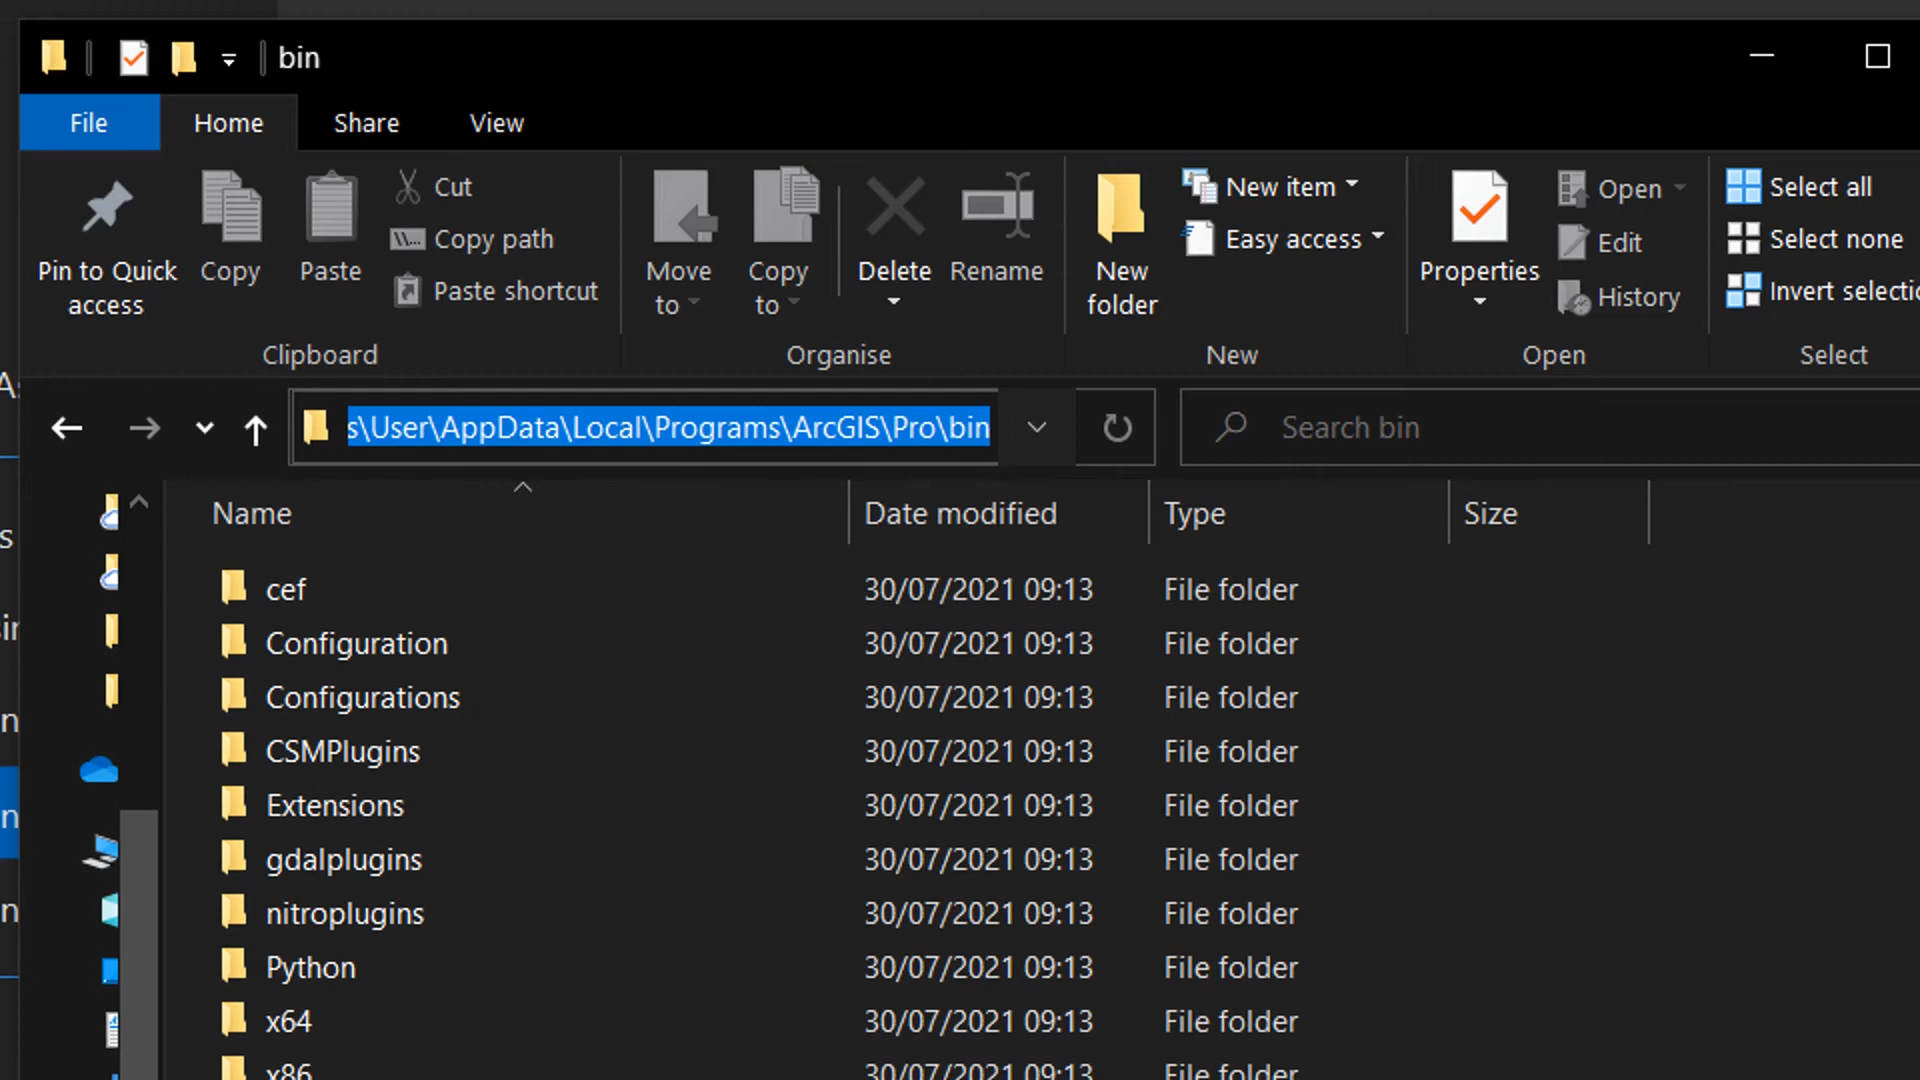 bin
File Home Share View
Cut
Copy path
Paste shortcut
Pin to Quick access
Copy
Paste
Clipboard
Move to
Copy to
Delete
Rename
Organise
New folder
New item
Easy access
New
Properties
Open
Edit
History
Open
Select all
Select none
Invert selectio
Select
s\User\AppData\Local\Programs\ArcGIS\Pro\bin
Search bin
Name Date modified Type Size
cef 30/07/2021 09:13 File folder
Configuration 30/07/2021 09:13 File folder
Configurations 30/07/2021 09:13 File folder
CSMPlugins 30/07/2021 09:13 File folder
Extensions 30/07/2021 09:13 File folder
gdalplugins 30/07/2021 09:13 File folder
nitroplugins 30/07/2021 09:13 File folder
Python 30/07/2021 09:13 File folder
x64 30/07/2021 09:13 File folder
x86 30/07/2021 09:13 File folder